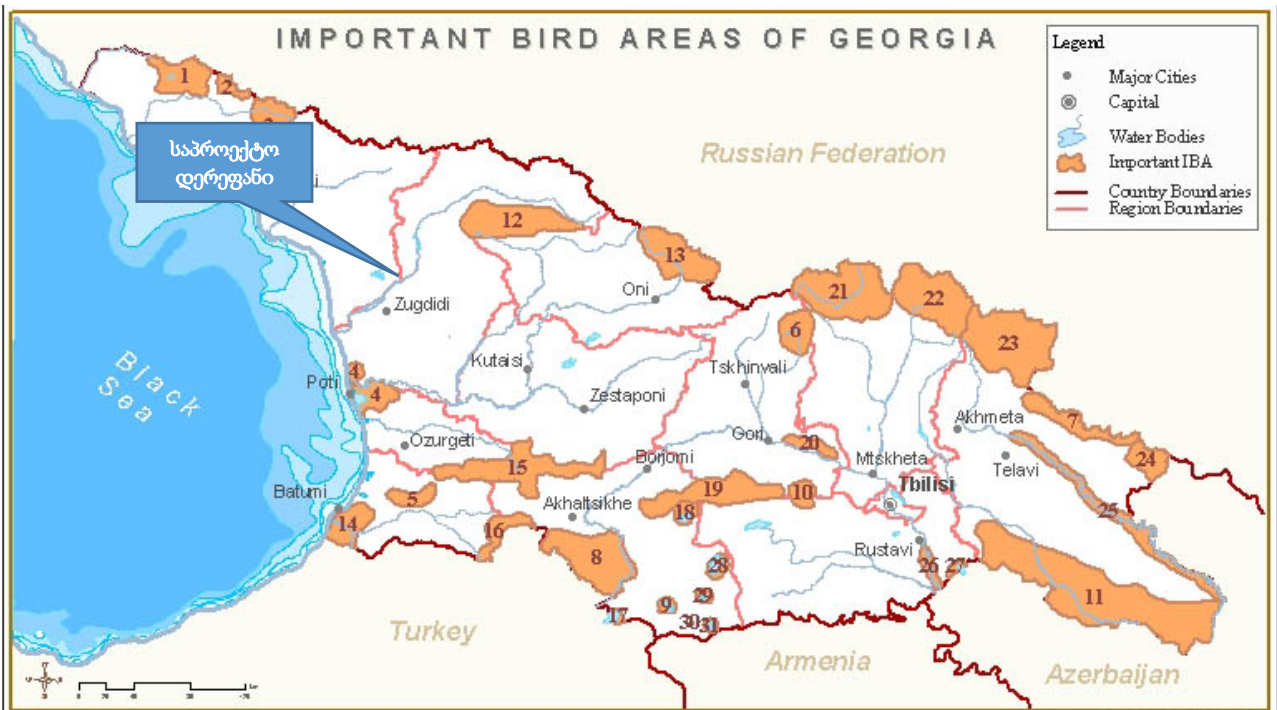 IMPORTANT BIRD AREAS OF GEORGIA
Legend
Major Cities
Capital
Water Bodies
Important IBA
Country Boundaries
Region Boundaries
Russian Federation
საპროექტო
დერეფანი
1
2
12
13
21
22
23
6
Oni
Zugdidi
Black
Sea
Kutaisi
Tskhinvali
4
Poti
4
Zestaponi
Akhmeta
7
Ozurgeti
Gori
20
24
15
Borjomi
Mtskheta
Telavi
Tbilisi
Batumi
5
Akhaltsikhe
19
10
25
14
16
18
8
Rustavi
28
26
27
11
29
9
17
30
31
Turkey
Armenia
Azerbaijan